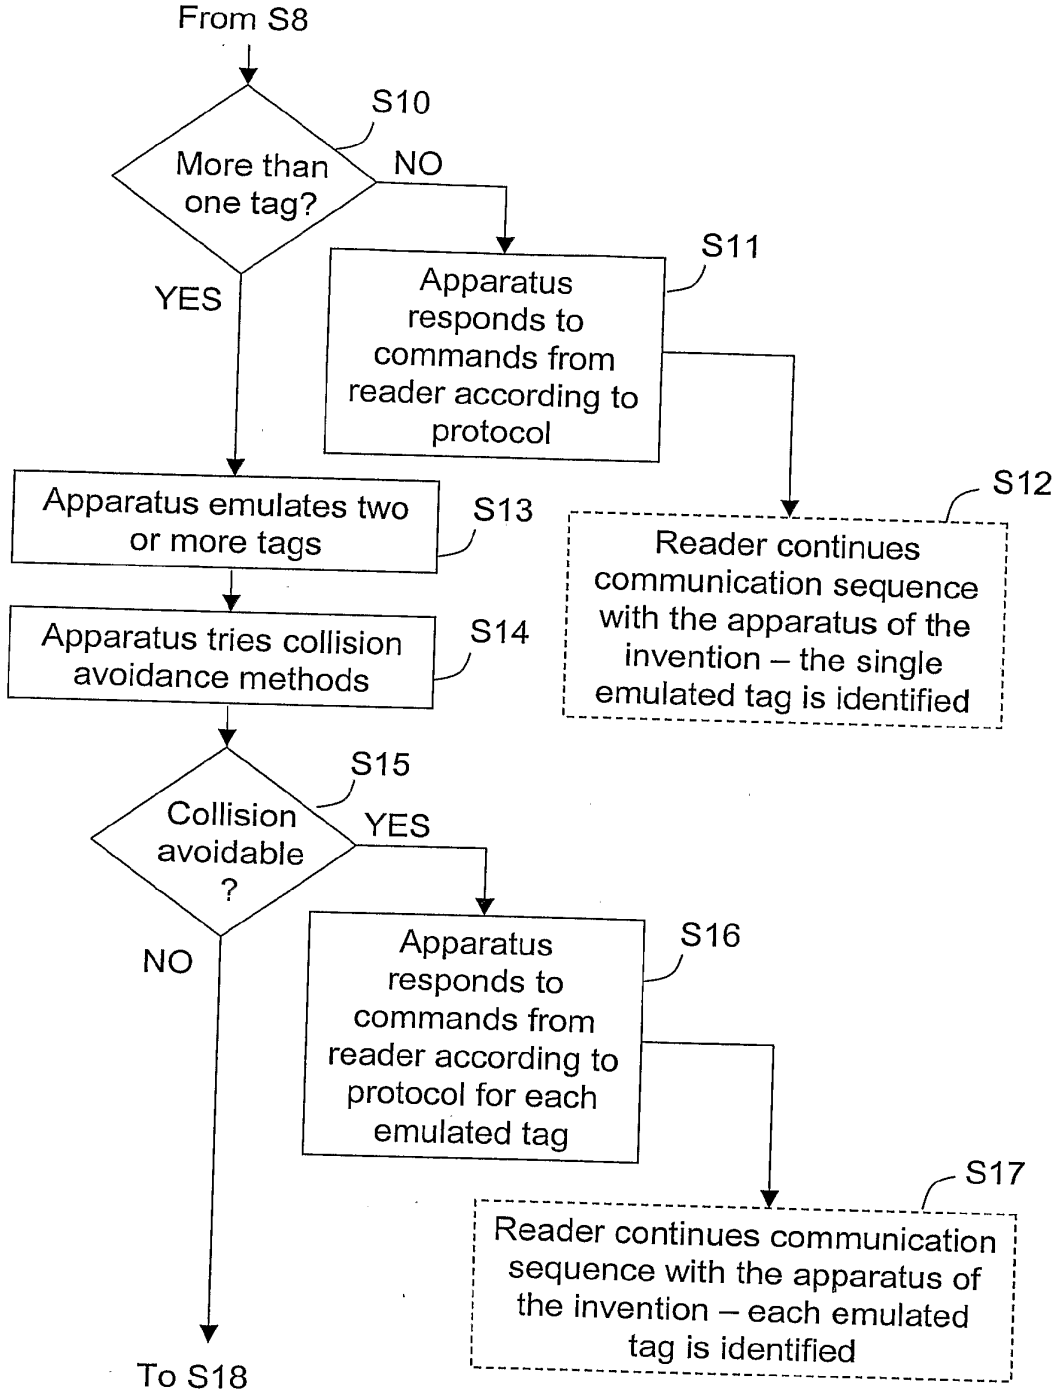 From S8
S10
More than
one tag?
NO
YES
S11
Apparatus
responds to
commands from
reader according to
protocol
S12
Reader continues
communication sequence
with the apparatus of the
invention – the single
emulated tag is identified
S13
Apparatus emulates two
or more tags
S14
Apparatus tries collision
avoidance methods
S15
Collision
avoidable
?
YES
NO
S16
Apparatus
responds to
commands from
reader according to
protocol for each
emulated tag
S17
Reader continues communication
sequence with the apparatus of
the invention – each emulated
tag is identified
To S18